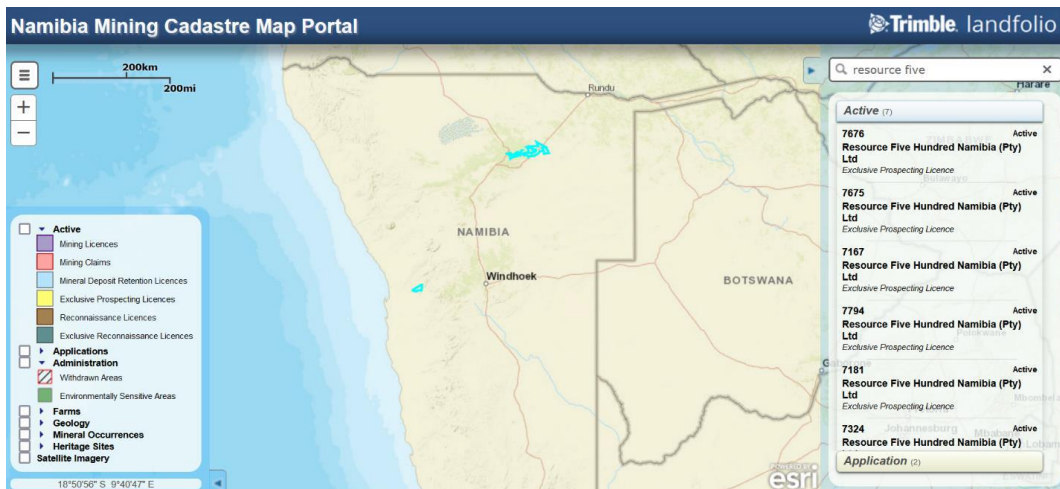 Namibia Mining Cadastre Map Portal
Trimble. landfolio
200km
200mi
Rundu
resource five
Harare
Active (7)
7676 Active
Resource Five Hundred Namibia (Pty)
Ltd
Exclusive Prospecting Licence
Bulawayo
7675 Active
Resource Five Hundred Namibia (Pty)
Ltd
Exclusive Prospecting Licence
7167 Active
Resource Five Hundred Namibia (Pty)
Ltd
Exclusive Prospecting Licence
7794 Active
Resource Five Hundred Namibia (Pty)
Ltd
Exclusive Prospecting Licence
Polokwane
7181 Active
Resource Five Hundred Namibia (Pty)
Ltd
Exclusive Prospecting Licence
7324 Active
Resource Five Hundred Namibia (Pty)
Johannesburg
Application (2)
NAMIBIA
Windhoek
BOTSWANA
Active
Mining Licences
Mining Claims
Mineral Deposit Retention Licences
Exclusive Prospecting Licences
Reconnaissance Licences
Exclusive Reconnaissance Licences
Applications
Administration
Withdrawn Areas
Environmentally Sensitive Areas
Farms
Geology
Mineral Occurrences
Heritage Sites
Satellite Imagery
18°50'56" S 9°40'47" E
POWERED BY
esri